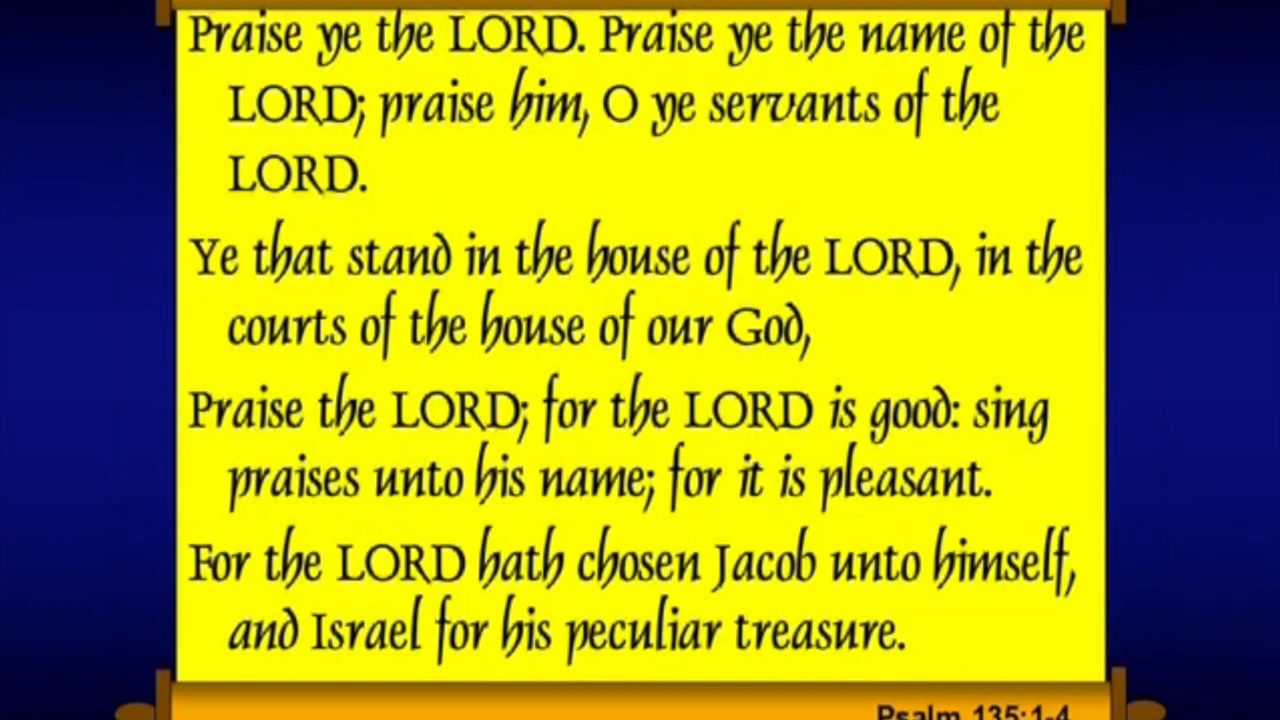 Praise ye the LORD. Praise ye the name of the
LORD; praise him, O ye servants of the
LORD.
Ye that stand in the house of the LORD, in the
courts of the house of our God,
Praise the LORD; for the LORD is good: sing
praises unto his name; for it is pleasant.
For the LORD hath chosen Jacob unto himself,
and Israel for his peculiar treasure.
Psalm 135:1-4